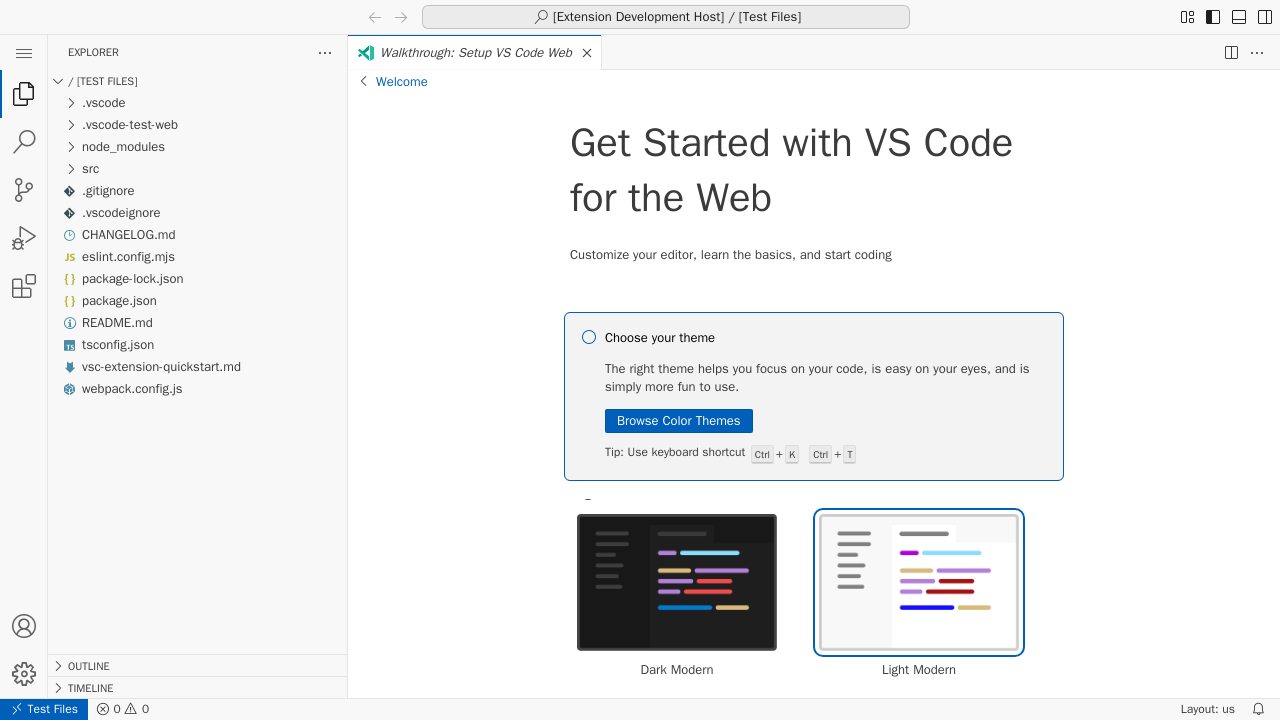 [Extension Development Host] / [Test Files]
EXPLORER
/ [TEST FILES]
.vscode
.vscode-test-web
node_modules
src
.gitignore
.vscodeignore
CHANGELOG.md
JS eslint.config.mjs
{ } package-lock.json
{ } package.json
README.md
TS tsconfig.json
vsc-extension-quickstart.md
webpack.config.js
OUTLINE
TIMELINE
Walkthrough: Setup VS Code Web
Welcome
Get Started with VS Code
for the Web
Customize your editor, learn the basics, and start coding
Choose your theme
The right theme helps you focus on your code, is easy on your eyes, and is
simply more fun to use.
Browse Color Themes
Tip: Use keyboard shortcut Ctrl + K Ctrl + T
Dark Modern
Light Modern
Test Files
0
0
Layout: us